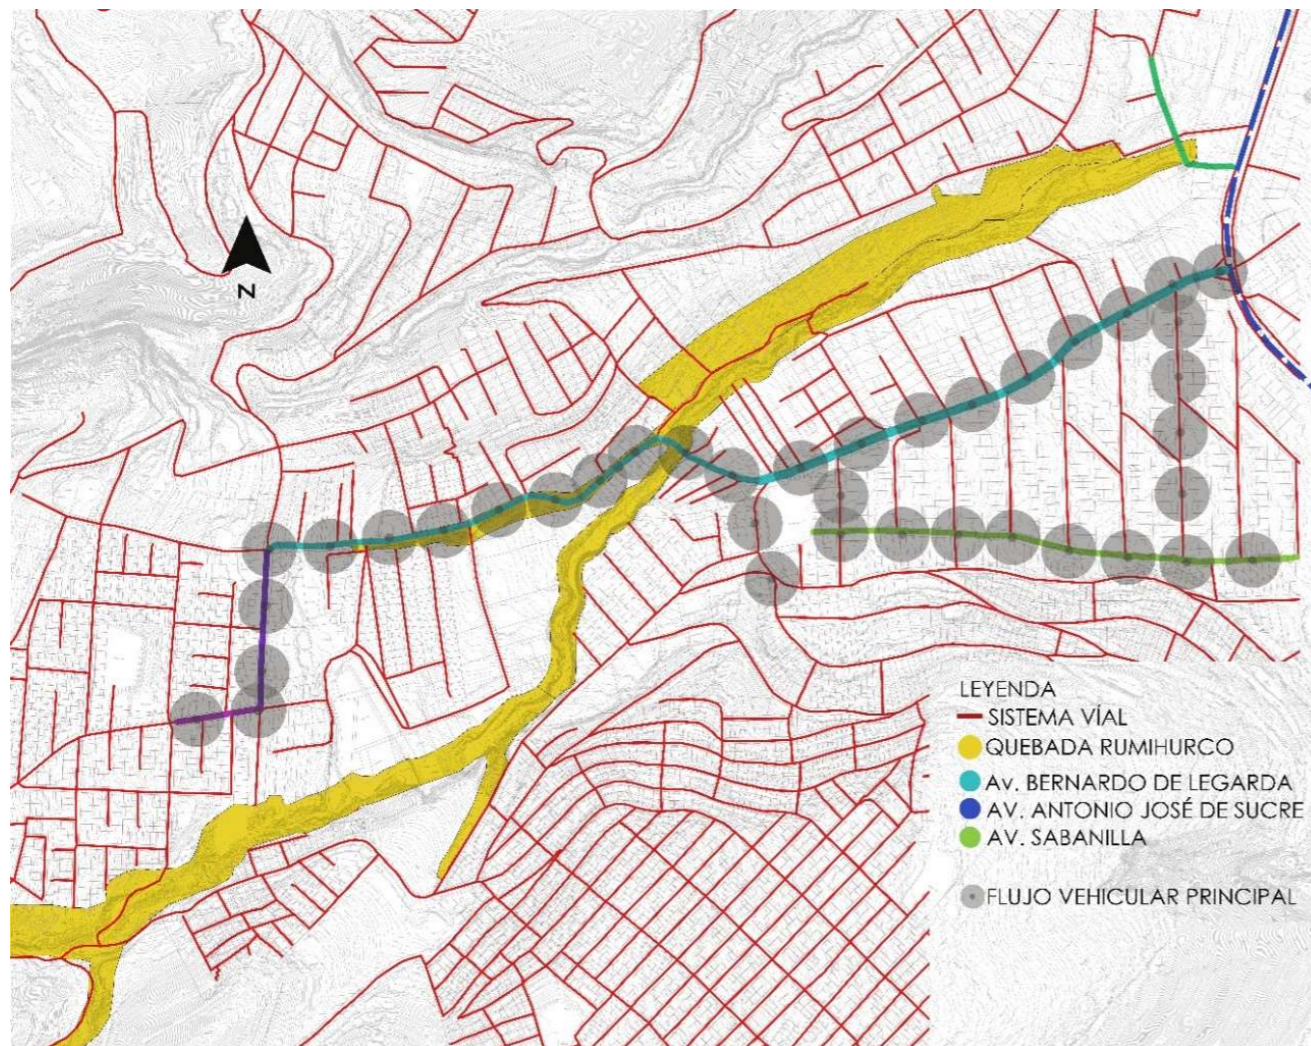 N
LEYENDA
SISTEMA VÍAL
QUEBADA RUMIHURCO
Av. BERNARDO DE LEGARDA
AV. ANTONIO JOSÉ DE SUCRE
AV. SABANILLA
FLUJO VEHICULAR PRINCIPAL